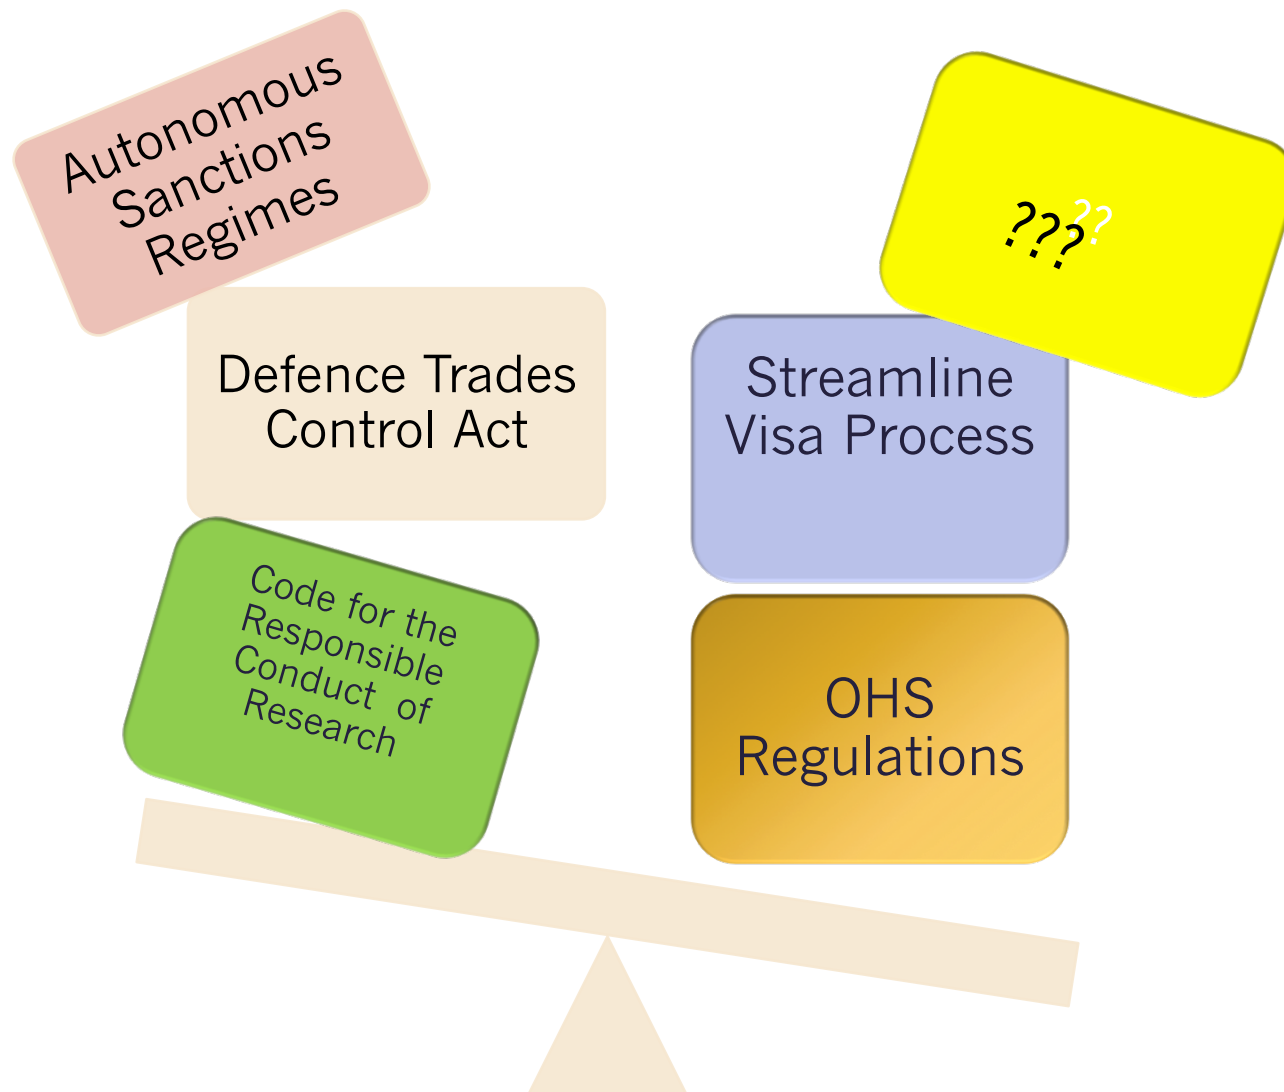 Autonomous
Sanctions
Regimes
Defence Trades
Control Act
Code for the
Responsible
Conduct of
Research
???
??
Streamline
Visa Process
OHS
Regulations